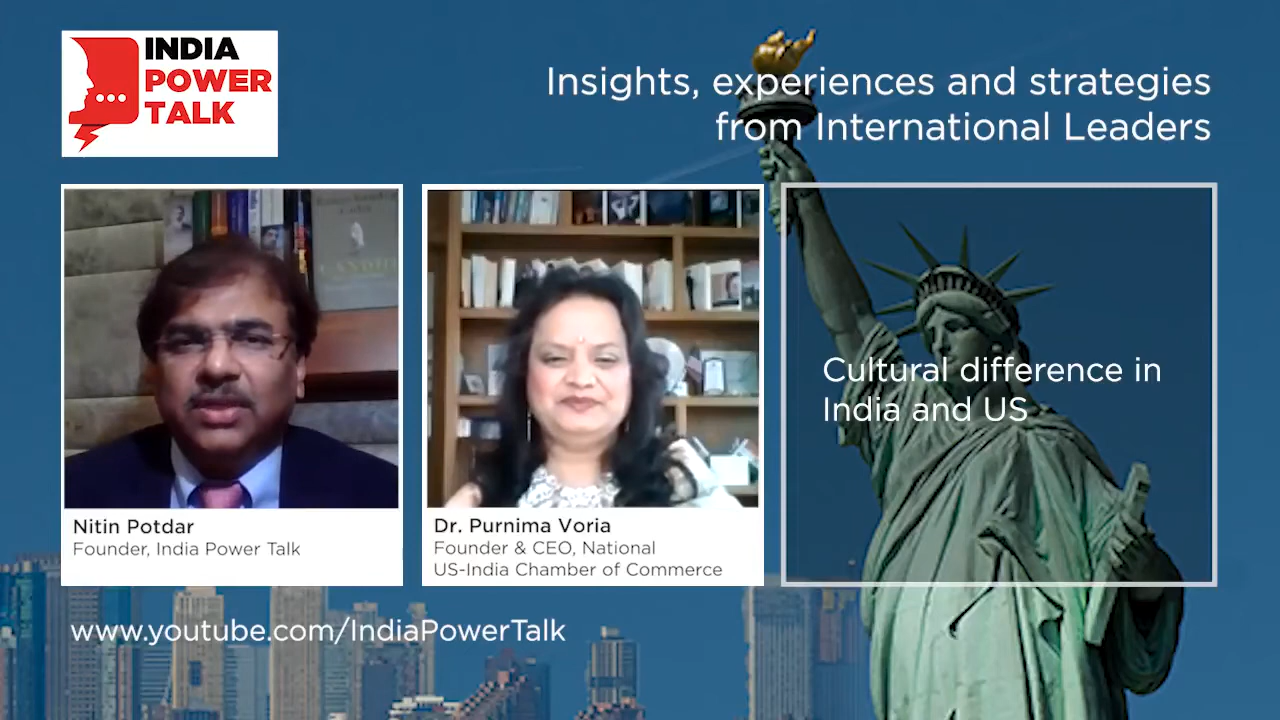 INDIA
POWER
TALK
Insights, experiences and strategies
from International Leaders
Cultural difference in
India and US
Nitin Potdar
Founder, India Power Talk
Dr. Purnima Voria
Founder & CEO, National
US-India Chamber of Commerce
www.youtube.com/IndiaPowerTalk